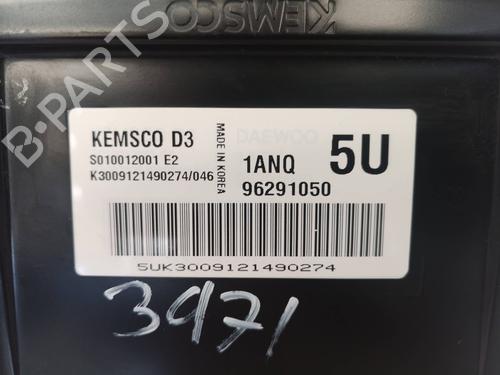 KEMSCO
B-PARTS
KEMSCO D3
S010012001 E2
K3009121490274/046
MADE IN KOREA
DAEWOO
1ANQ
5U
96291050
5UK3009121490274
3971